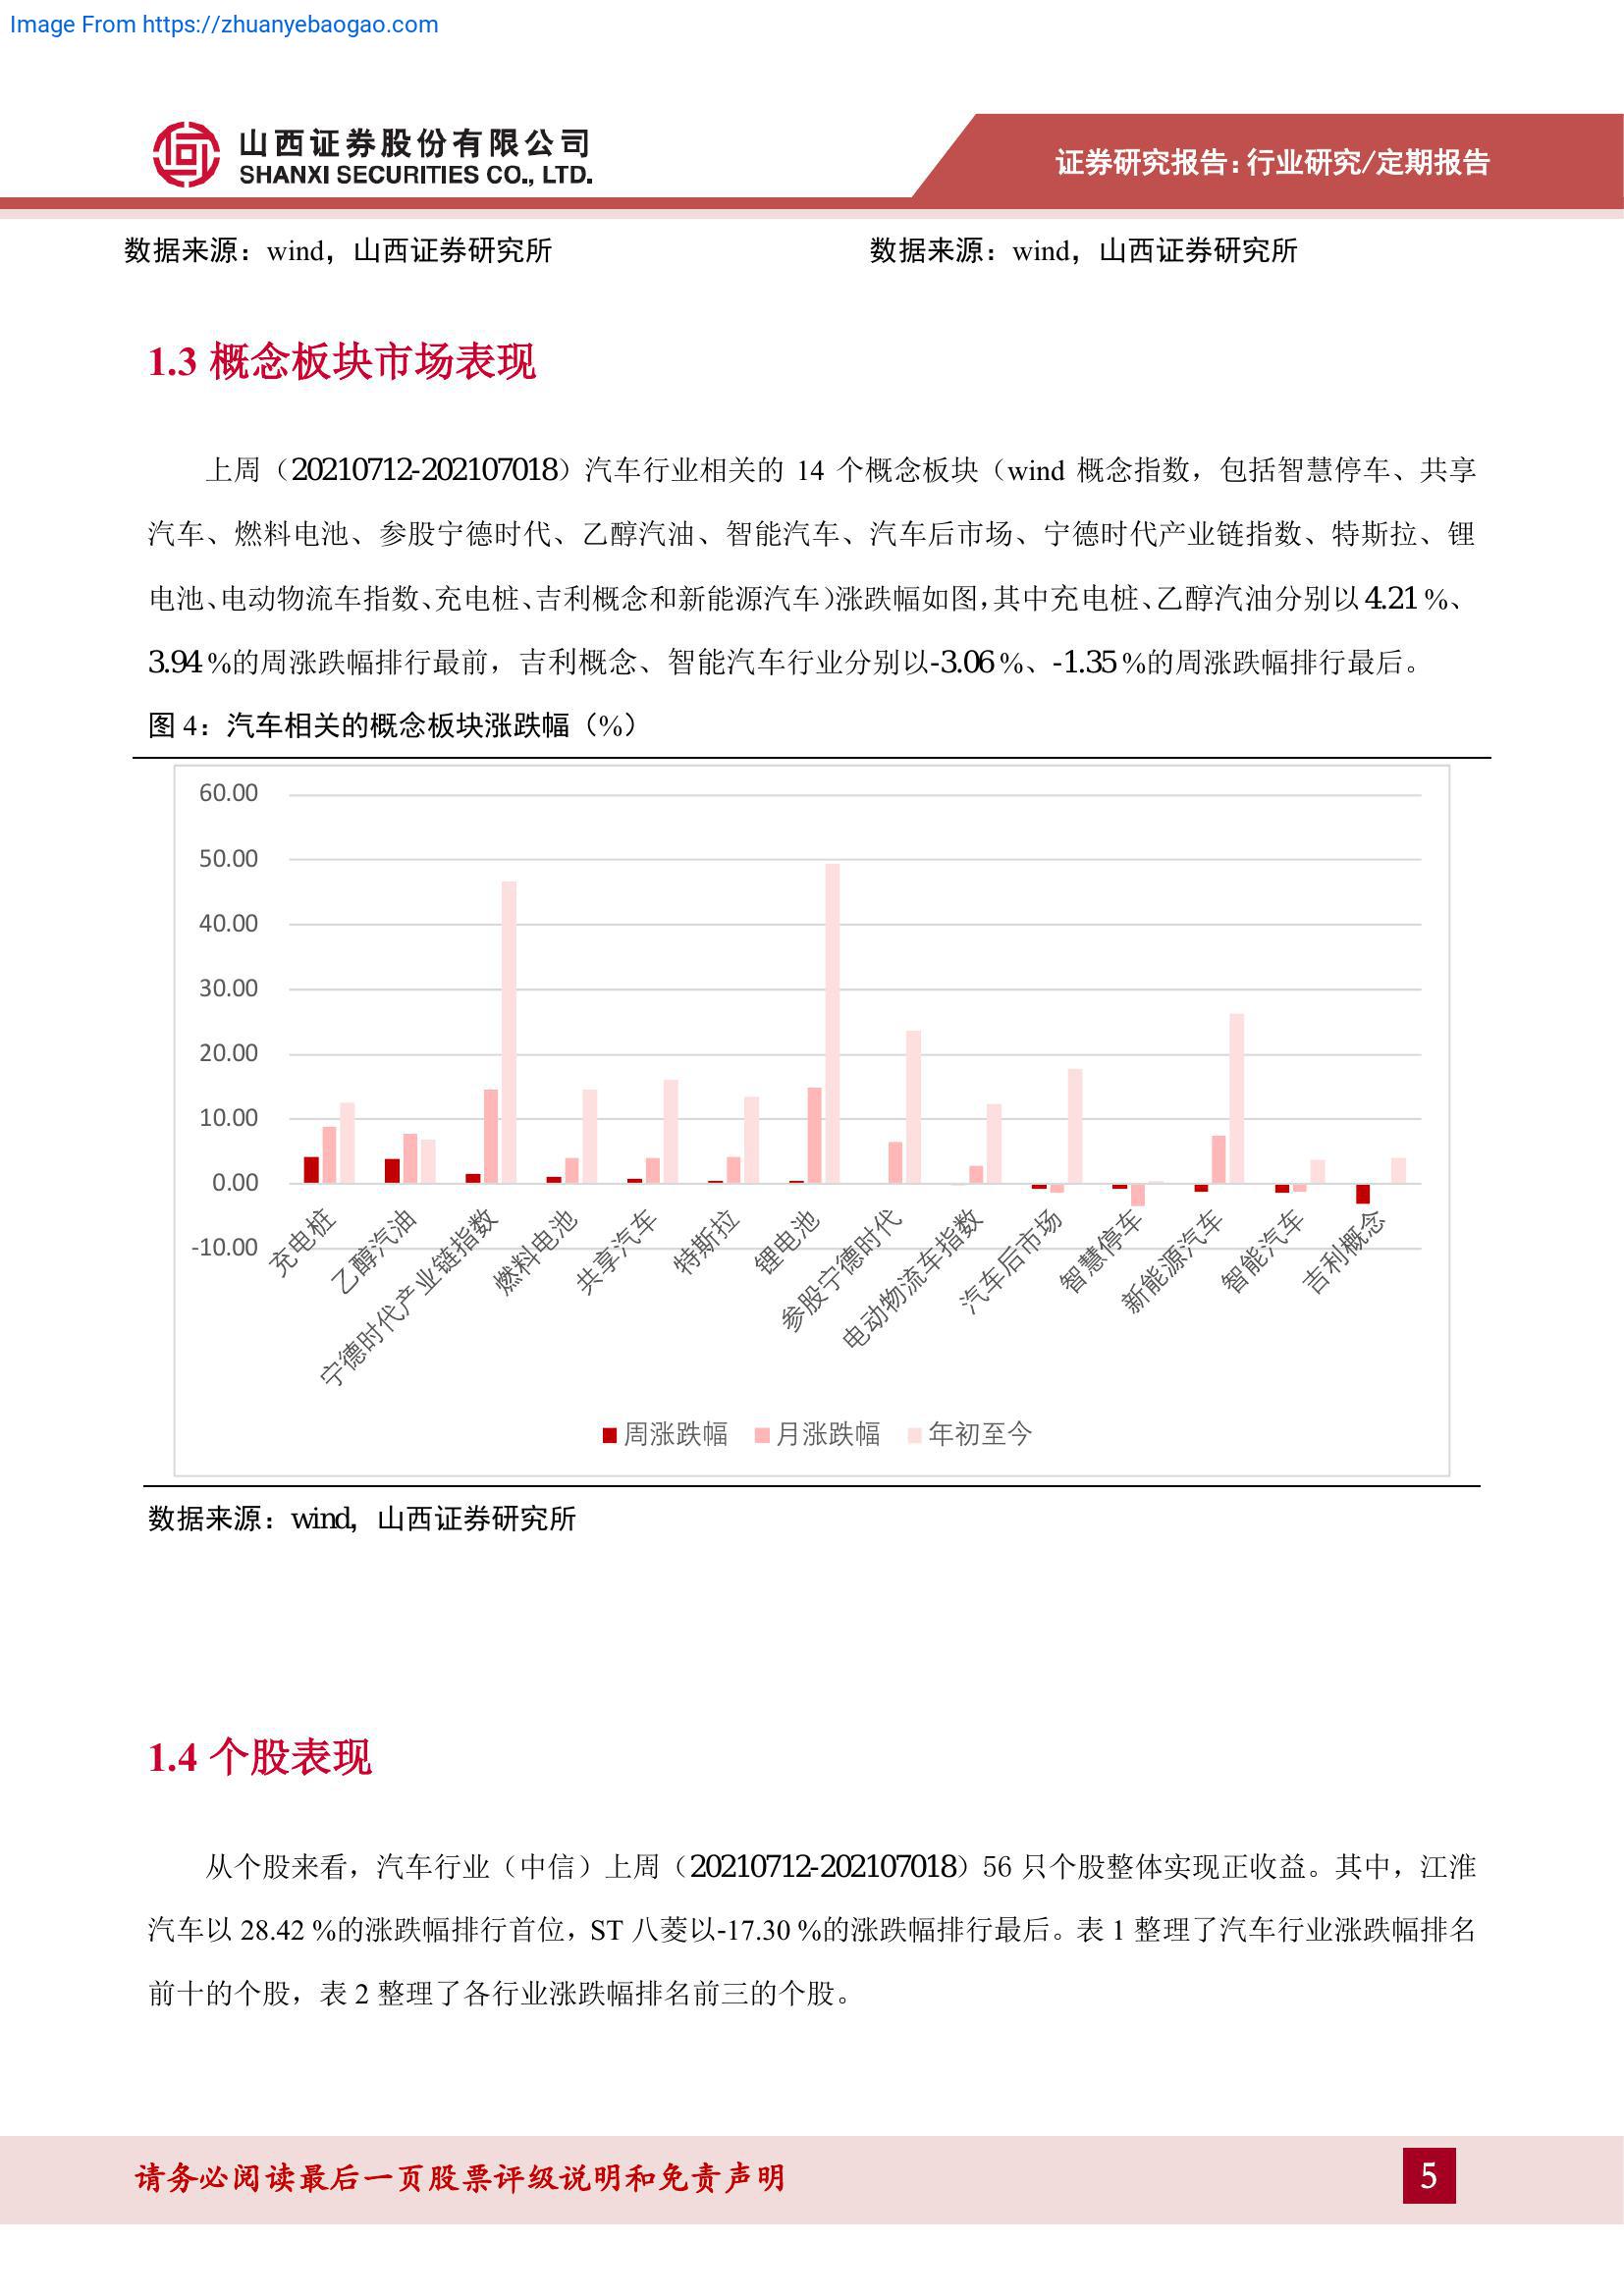 Image From https://zhuanyebaogao.com
山西证券股份有限公司
SHANXI SECURITIES CO., LTD.
证券研究报告：行业研究/定期报告
数据来源：wind，山西证券研究所
数据来源：wind，山西证券研究所
1.3 概念板块市场表现
上周（20210712-202107018）汽车行业相关的 14 个概念板块（wind 概念指数，包括智慧停车、共享
汽车、燃料电池、参股宁德时代、乙醇汽油、智能汽车、汽车后市场、宁德时代产业链指数、特斯拉、锂
电池、电动物流车指数、充电桩、吉利概念和新能源汽车）涨跌幅如图，其中充电桩、乙醇汽油分别以 4.21 %、
3.94 %的周涨跌幅排行最前，吉利概念、智能汽车行业分别以-3.06 %、-1.35 %的周涨跌幅排行最后。
图 4：汽车相关的概念板块涨跌幅（%）
60.00
50.00
40.00
30.00
20.00
10.00
0.00
-10.00
充电桩
乙醇汽油
宁德时代产业链指数
燃料电池
共享汽车
特斯拉
锂电池
参股宁德时代
电动物流车指数
汽车后市场
智慧停车
新能源汽车
智能汽车
吉利概念
周涨跌幅 月涨跌幅 年初至今
数据来源：wind，山西证券研究所
1.4 个股表现
从个股来看，汽车行业（中信）上周（20210712-202107018）56 只个股整体实现正收益。其中，江淮
汽车以 28.42 %的涨跌幅排行首位，ST 八菱以-17.30 %的涨跌幅排行最后。表 1 整理了汽车行业涨跌幅排名
前十的个股，表 2 整理了各行业涨跌幅排名前三的个股。
请务必阅读最后一页股票评级说明和免责声明
5